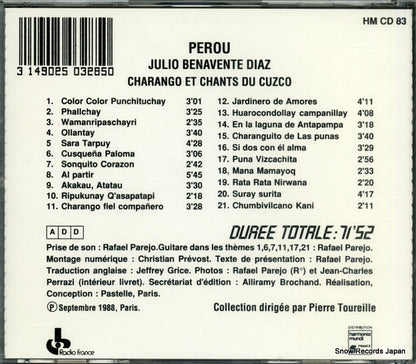 HM CD 83
PEROU
JULIO BENAVENTE DIAZ
CHARANGO ET CHANTS DU CUZCO
3 149025 032850
1. Color Color Punchituchay 3'01
2. Phallchay 3'25
3. Wamanripaschayri 3'35
4. Ollantay 3'40
5. Sara Tarpuy 4'30
6. Cusqueña Paloma 3'06
7. Sonquito Corazon 2'42
8. Al partir 5'45
9. Akakau, Atatau 3'30
10. Ripukunay Q'asapatapi 3'20
11. Charango fiel compañero 3'28
12. Jardinero de Amores 4'11
13. Huarocondollay campanillay 4'08
14. En la laguna de Antapampa 3'18
15. Charanguito de Las punas 3'40
16. Si dos con él alma 3'29
17. Puna Vizcachita 2'56
18. Mana Mamayoq 2'33
19. Rata Rata Nirwana 2'20
20. Suray surita 4'17
21. Chumbivilcano Kani 2'11
A D D
DUREE TOTALE: 71'52
Prise de son : Rafael Parejo.Guitare dans les thèmes 1,6,7,11,17,21 : Rafael Parejo.
Montage numérique : Christian Prévost. Texte de présentation : Rafael Parejo.
Traduction anglaise : Jeffrey Grice. Photos : Rafael Parejo (R°) et Jean-Charles
Perrazi (intérieur livret). Secrétariat d'édition : Alliramy Brochand. Réalisation,
Conception : Pastelle, Paris.
Ⓟ Septembre 1988, Paris.
Collection dirigée par Pierre Toureille
Radio France
DISTRIBUTION
harmonia
mundi
Snow Records Japan